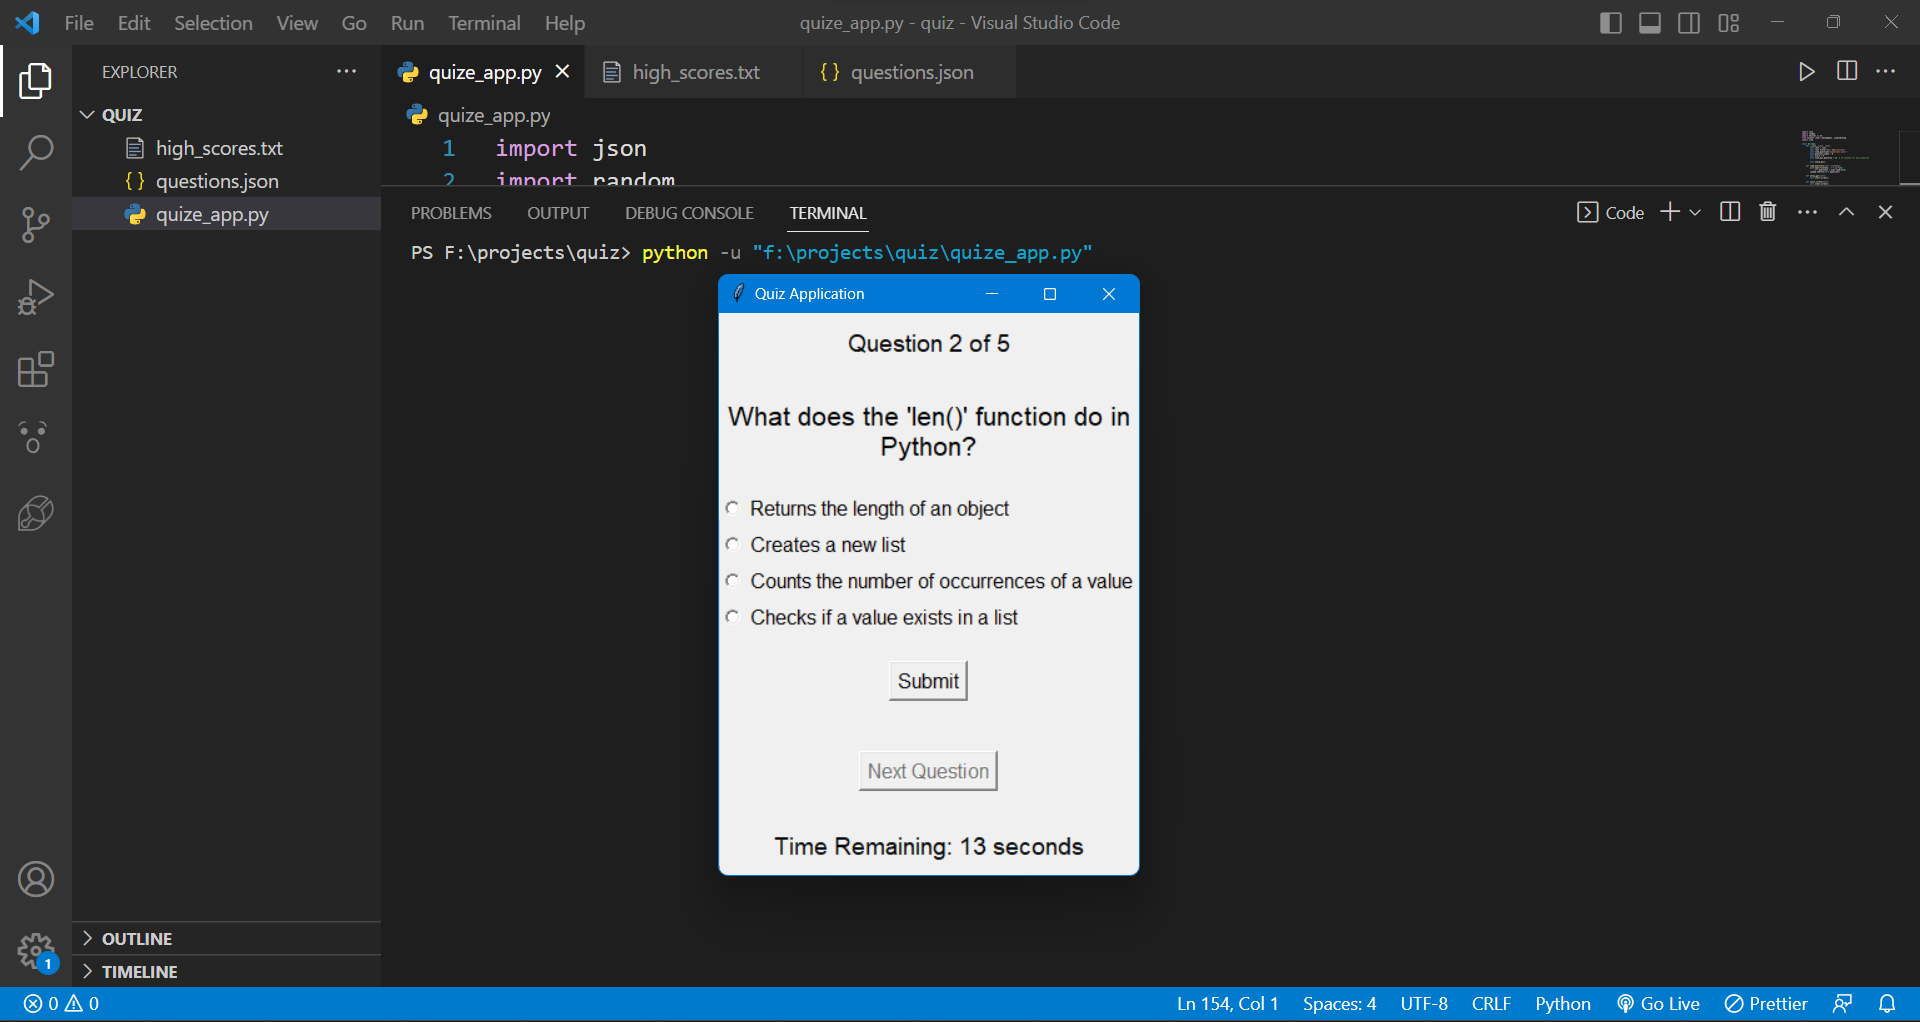 File Edit Selection View Go Run Terminal Help
quize_app.py - quiz - Visual Studio Code
EXPLORER
QUIZ
high_scores.txt
questions.json
quize_app.py
OUTLINE
TIMELINE
quize_app.py
high_scores.txt
questions.json
quize_app.py
1 import json
2 import random
PROBLEMS OUTPUT DEBUG CONSOLE TERMINAL
Code
PS F:\projects\quiz> python -u "f:\projects\quiz\quize_app.py"
Quiz Application
Question 2 of 5
What does the 'len()' function do in
Python?
Returns the length of an object
Creates a new list
Counts the number of occurrences of a value
Checks if a value exists in a list
Submit
Next Question
Time Remaining: 13 seconds
1
0 0
Ln 154, Col 1 Spaces: 4 UTF-8 CRLF Python Go Live Prettier